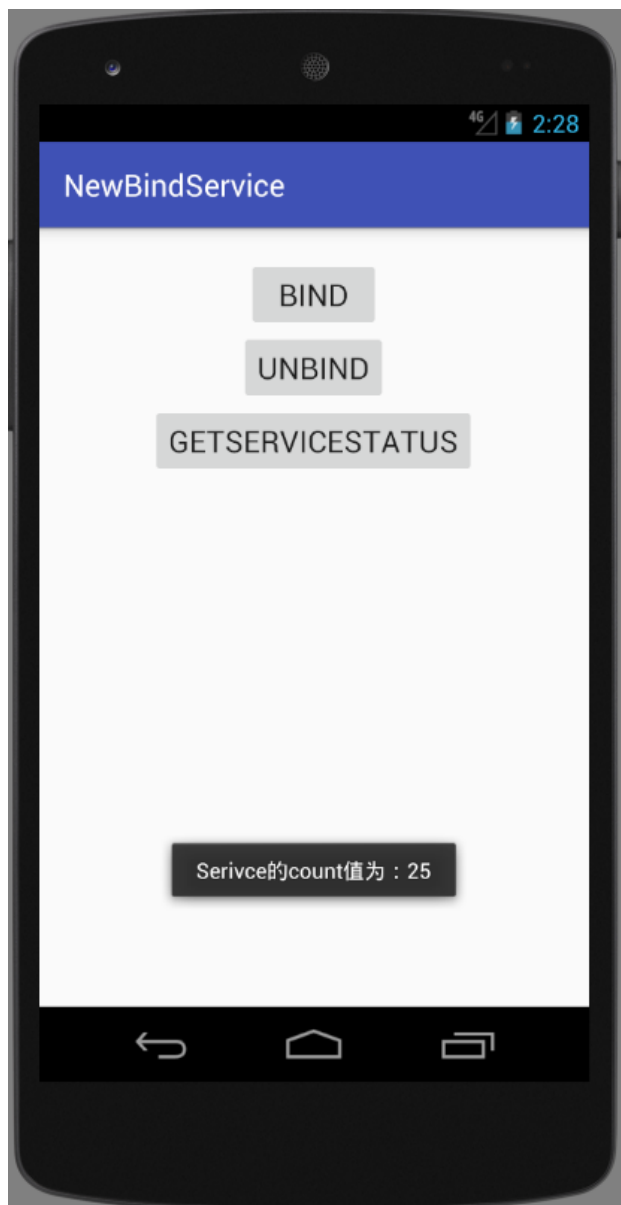 4G 2:28
NewBindService
BIND
UNBIND
GETSERVICESTATUS
Serivce的count值为：25